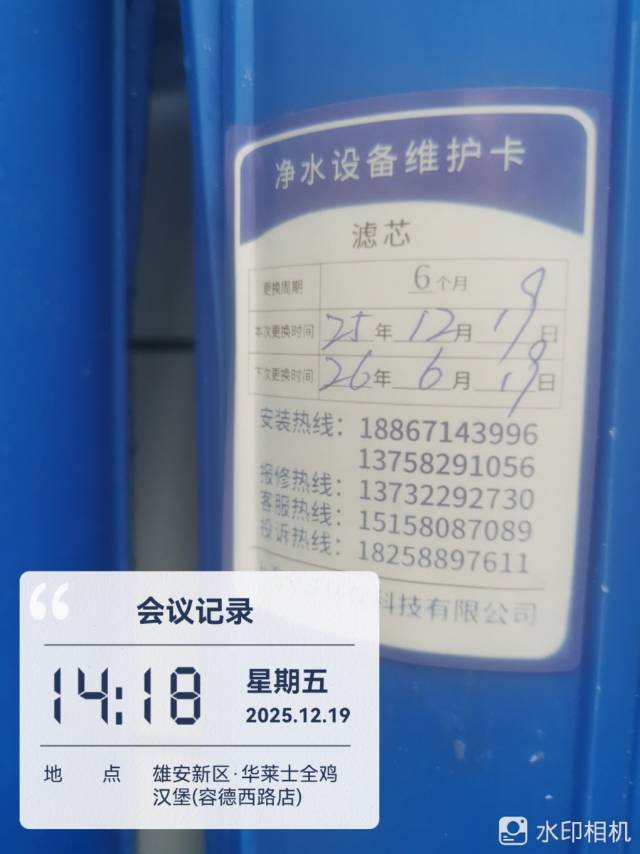 净水设备维护卡
滤芯
更换周期 6个月
本次更换时间 25年12月19日
下次更换时间 26年6月19日
安装热线：18867143996
13758291056
报修热线：13732292730
客服热线：15158087089
投诉热线：18258897611
科技有限公司
会议记录
14:18
星期五
2025.12.19
地 点 雄安新区·华莱士全鸡
汉堡(容德西路店)
水印相机